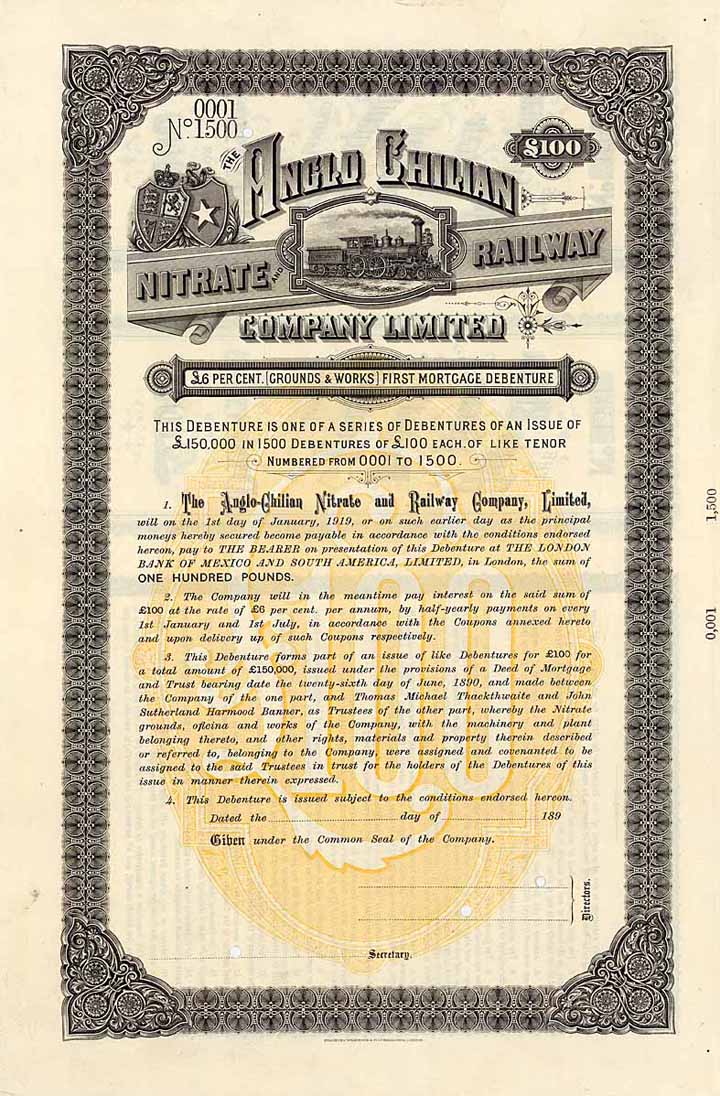 0001
No. 1500
£100
THE ANGLO CHILIAN
NITRATE AND RAILWAY
COMPANY LIMITED
£6 PER CENT. [GROUNDS & WORKS] FIRST MORTGAGE DEBENTURE
THIS DEBENTURE IS ONE OF A SERIES OF DEBENTURES OF AN ISSUE OF
£150,000 IN 1500 DEBENTURES OF £100 EACH. OF LIKE TENOR
NUMBERED FROM 0001 TO 1500.
1. The Anglo-Chilian Nitrate and Railway Company, Limited,
will on the 1st day of January, 1919, or on such earlier day as the principal
moneys hereby secured become payable in accordance with the conditions endorsed
hereon, pay to THE BEARER on presentation of this Debenture at THE LONDON
BANK OF MEXICO AND SOUTH AMERICA, LIMITED, in London, the sum of
ONE HUNDRED POUNDS.
2. The Company will in the meantime pay interest on the said sum of
£100 at the rate of £6 per cent. per annum, by half-yearly payments on every
1st January and 1st July, in accordance with the Coupons annexed hereto
and upon delivery up of such Coupons respectively.
3. This Debenture forms part of an issue of like Debentures for £100 for
a total amount of £150,000, issued under the provisions of a Deed of Mortgage
and Trust bearing date the twenty-sixth day of June, 1890, and made between
the Company of the one part, and Thomas Michael Thackthwaite and John
Sutherland Harmood Banner, as Trustees of the other part, whereby the Nitrate
grounds, oficina and works of the Company, with the machinery and plant
belonging thereto, and other rights, materials and property therein described
or referred to, belonging to the Company, were assigned and covenanted to be
assigned to the said Trustees in trust for the holders of the Debentures of this
issue in manner therein expressed.
4. This Debenture is issued subject to the conditions endorsed hereon.
Dated the day of 189
Given under the Common Seal of the Company.
Directors.
Secretary.
£100
0,001 1,500